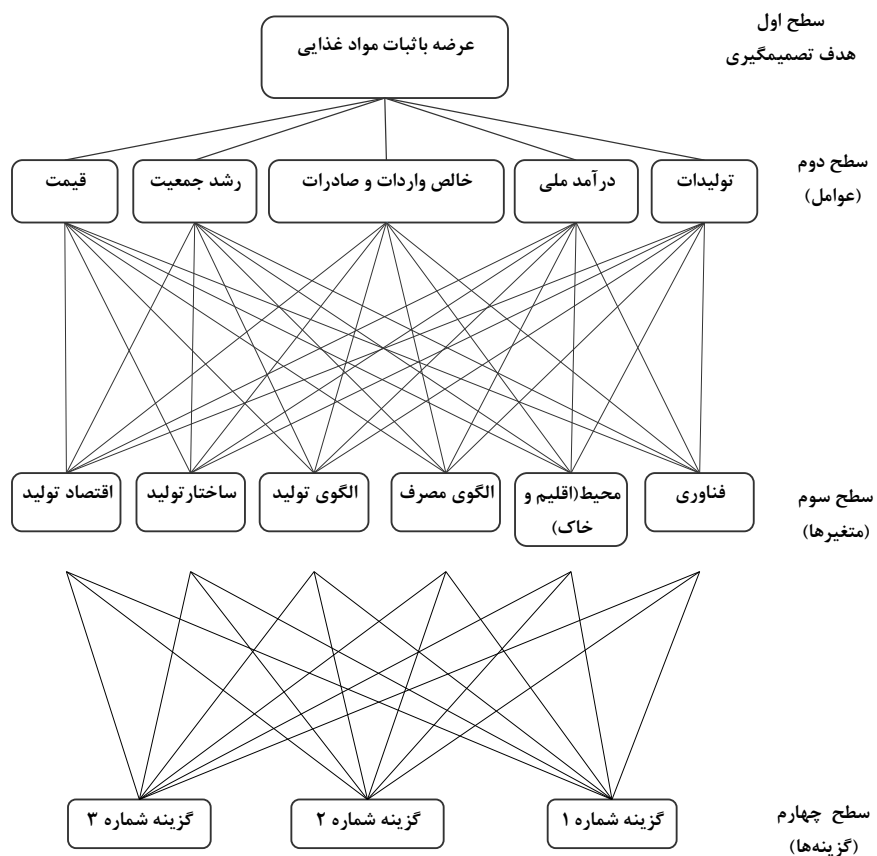 سطح اول
هدف تصمیمگیری
عرضه باثبات مواد غذایی
سطح دوم
(عوامل)
تولیدات
درآمد ملی
خالص واردات و صادرات
رشد جمعیت
قیمت
سطح سوم
(متغیرها)
فناوری
محیط(اقلیم و
خاک)
الگوی مصرف
الگوی تولید
ساختارتولید
اقتصاد تولید
سطح چهارم
(گزینه‌ها)
گزینه شماره ۱
گزینه شماره ۲
گزینه شماره ۳